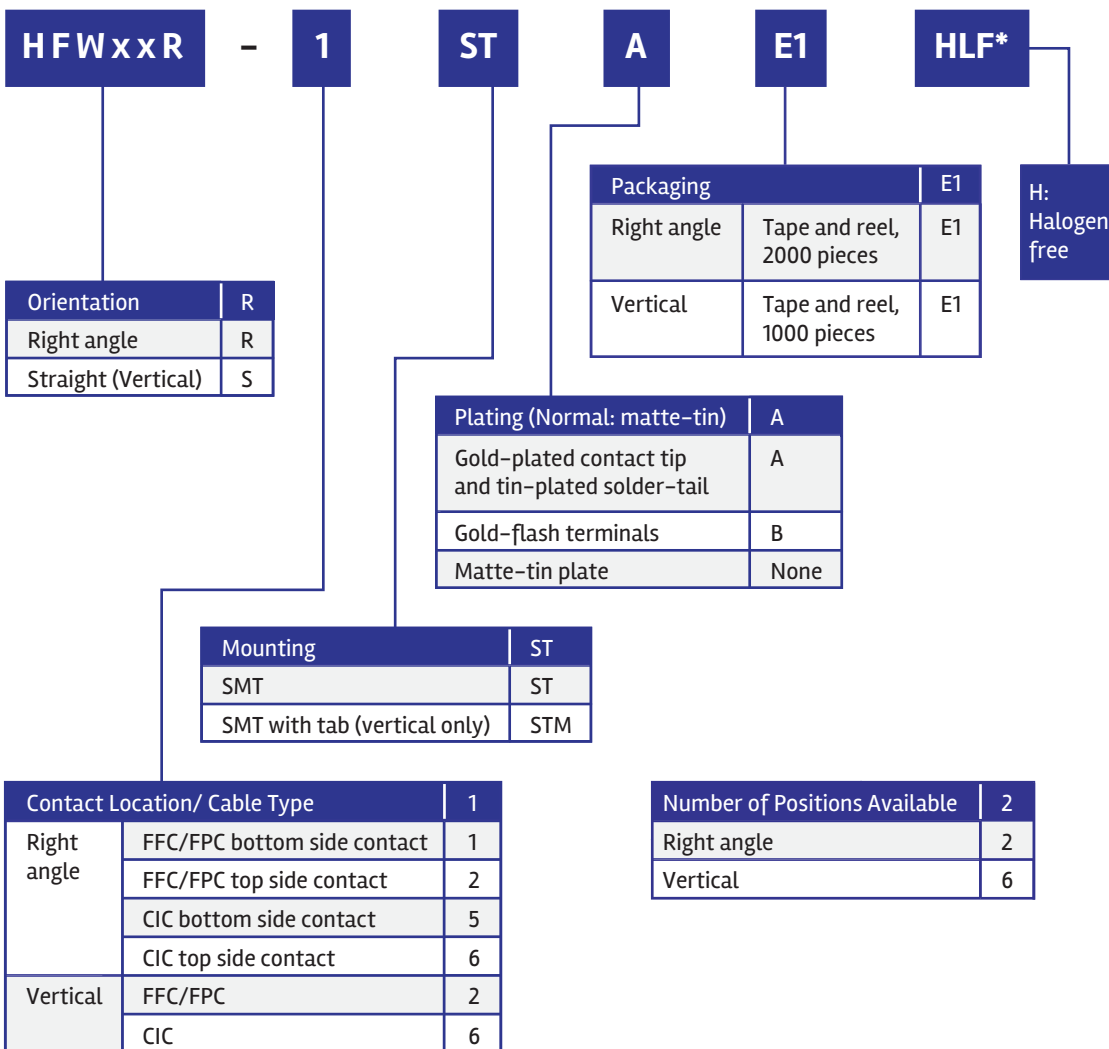 HFWxxR - 1 ST A E1 HLF*
Packaging E1
Right angle Tape and reel, E1
2000 pieces
Vertical Tape and reel, E1
1000 pieces
H:
Halogen
free
Orientation R
Right angle R
Straight (Vertical) S
Plating (Normal: matte-tin) A
Gold-plated contact tip A
and tin-plated solder-tail
Gold-flash terminals B
Matte-tin plate None
Mounting ST
SMT ST
SMT with tab (vertical only) STM
Contact Location/ Cable Type 1
Right FFC/FPC bottom side contact 1
angle
FFC/FPC top side contact 2
CIC bottom side contact 5
CIC top side contact 6
Vertical FFC/FPC 2
CIC 6
Number of Positions Available 2
Right angle 2
Vertical 6